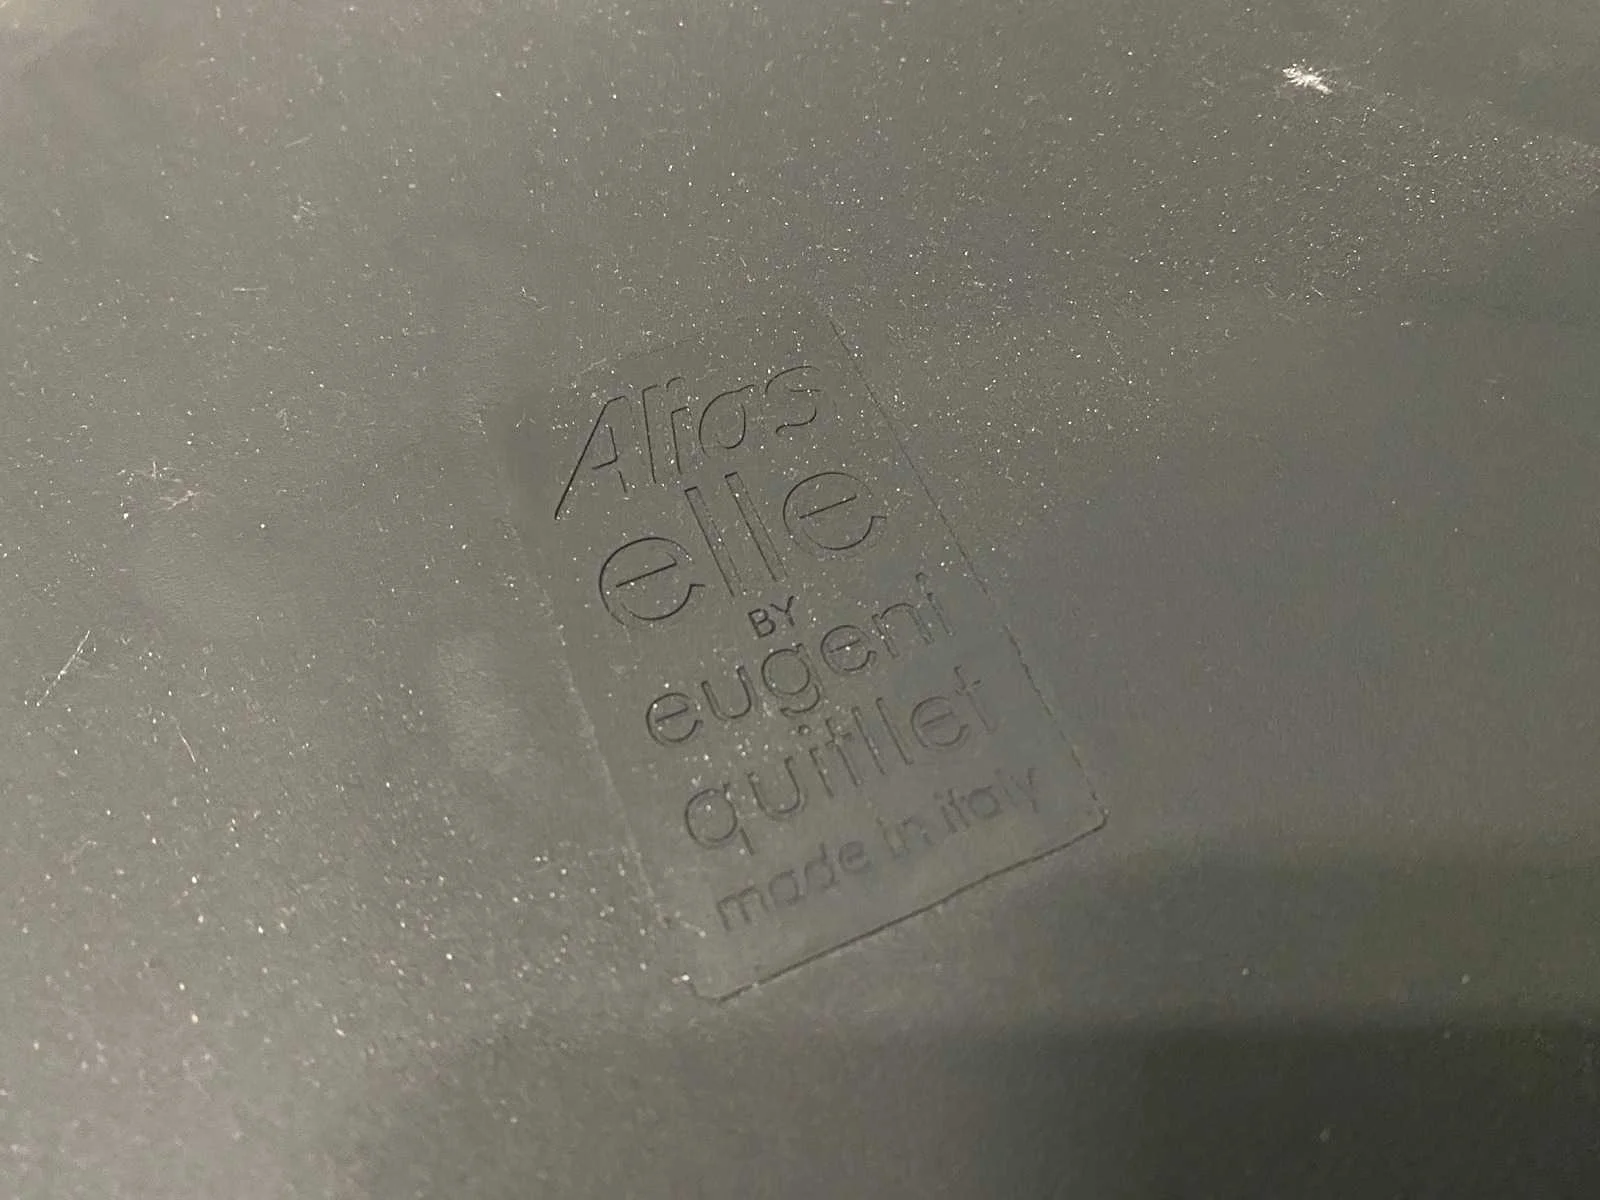 Alias
elle
BY
eugeni
quitllet
made in italy